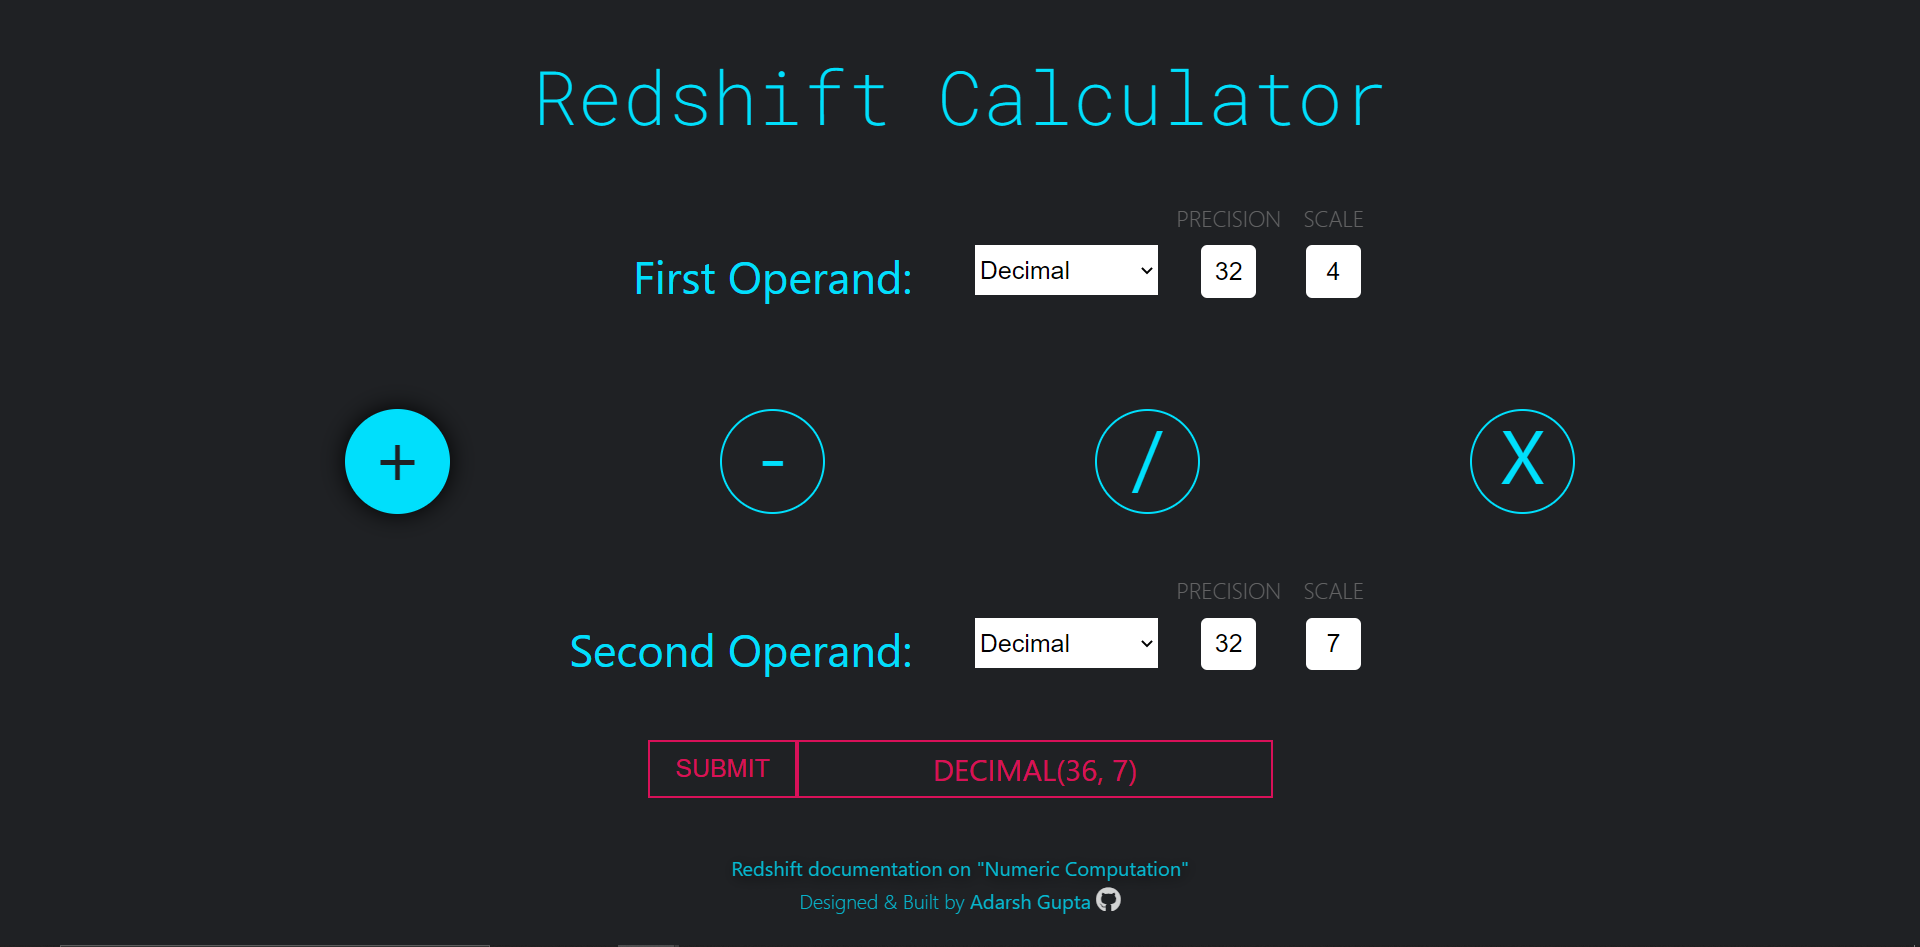 Redshift Calculator
PRECISION SCALE
First Operand: Decimal 32 4
+ - / X
PRECISION SCALE
Second Operand: Decimal 32 7
SUBMIT DECIMAL(36, 7)
Redshift documentation on "Numeric Computation"
Designed & Built by Adarsh Gupta